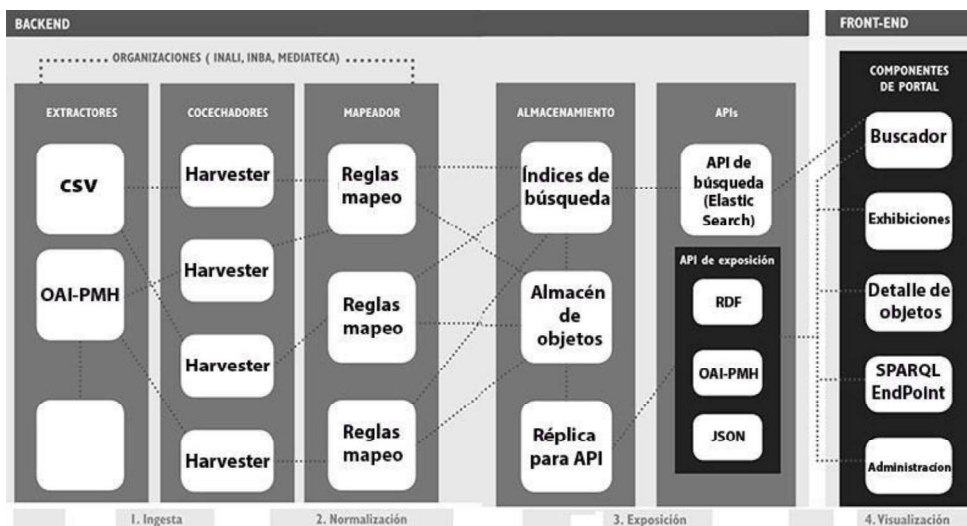 BACKEND
FRONT-END
ORGANIZACIONES ( INALI, INBA, MEDIATECA)
EXTRACTORES
CSV
OAI-PMH
COCECHADORES
Harvester
Harvester
Harvester
Harvester
MAPEADOR
Reglas
mapeo
Reglas
mapeo
Reglas
mapeo
ALMACENAMIENTO
Índices de
búsqueda
Almacén
de
objetos
Réplica
para API
APIs
API de
búsqueda
(Elastic
Search)
API de exposición
RDF
OAI-PMH
JSON
COMPONENTES
DE PORTAL
Buscador
Exhibiciones
Detalle de
objetos
SPARQL
EndPoint
Administracíon
1. Ingesta
2. Normalización
3. Exposición
4. Visualización